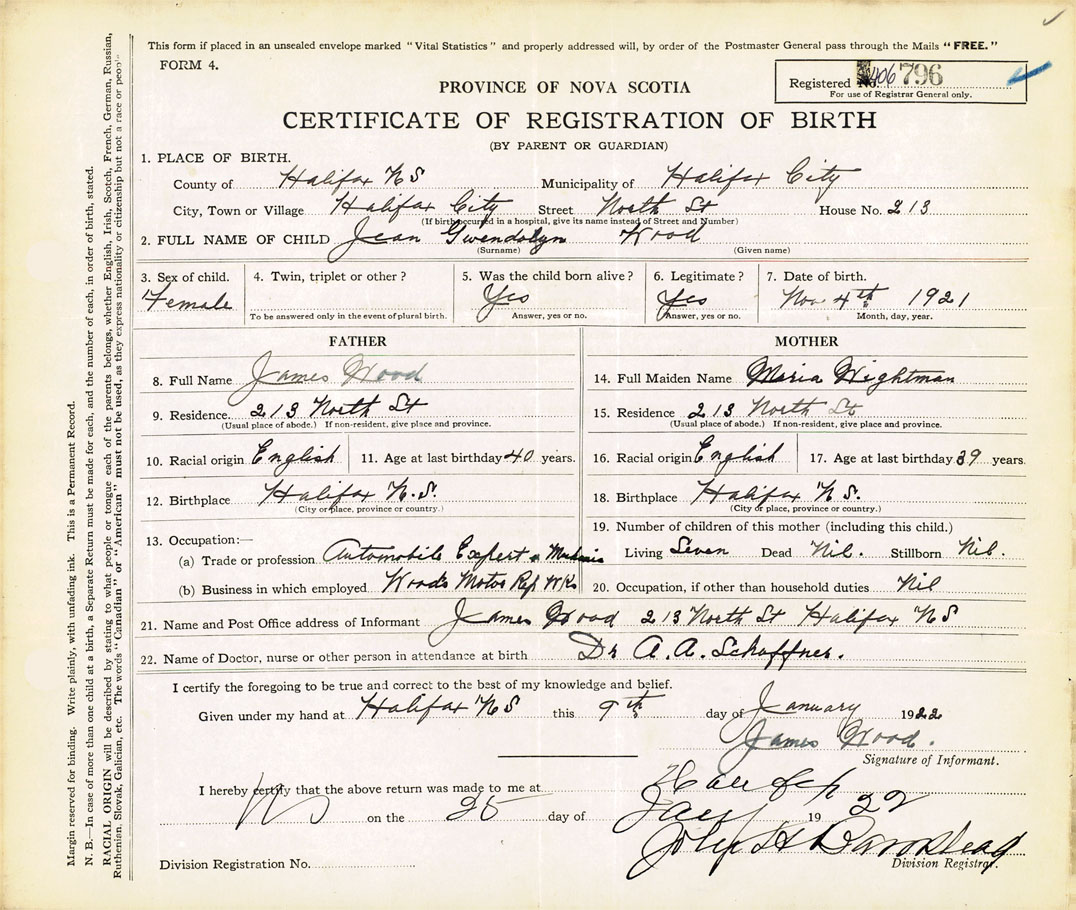 This form if placed in an unsealed envelope marked "Vital Statistics" and properly addressed will, by order of the Postmaster General pass through the Mails "FREE."
FORM 4.
PROVINCE OF NOVA SCOTIA
Registered No. 406 796
For use of Registrar General only.
CERTIFICATE OF REGISTRATION OF BIRTH
(BY PARENT OR GUARDIAN)
1. PLACE OF BIRTH.
County of Halifax N S Municipality of Halifax City
City, Town or Village Halifax City Street North St House No. 213
(If birth occurred in a hospital, give its name instead of Street and Number)
2. FULL NAME OF CHILD Jean Gwendolyn Wood
(Surname) (Given name)
3. Sex of child. 4. Twin, triplet or other? 5. Was the child born alive? 6. Legitimate? 7. Date of birth.
Female Yes Yes Nov 4th 1921
To be answered only in the event of plural birth. Answer, yes or no. Answer, yes or no. Month, day, year.
FATHER
8. Full Name James Wood
9. Residence. 213 North St
(Usual place of abode.) If non-resident, give place and province.
10. Racial origin English 11. Age at last birthday 40 years.
12. Birthplace Halifax N.S.
(City or place, province or country.)
13. Occupation:—
(a) Trade or profession Automobile Expert & Mechanic
(b) Business in which employed Wood's Motor Rep Wks
MOTHER
14. Full Maiden Name Maria Wightman
15. Residence 213 North St
(Usual place of abode.) If non-resident, give place and province.
16. Racial origin English 17. Age at last birthday 39 years.
18. Birthplace Halifax N S.
(City or place, province or country.)
19. Number of children of this mother (including this child.)
Living Seven Dead Nil. Stillborn Nil.
20. Occupation, if other than household duties Nil
21. Name and Post Office address of Informant James Wood 213 North St Halifax N S
22. Name of Doctor, nurse or other person in attendance at birth Dr A. A. Schaffner.
I certify the foregoing to be true and correct to the best of my knowledge and belief.
Given under my hand at Halifax N S this 9th day of January 1922
James Wood.
Signature of Informant.
I hereby certify that the above return was made to me at Halifax
NS on the 25 day of Jany 1922
John H Barnstead
Division Registration No. Division Registrar.
Margin reserved for binding. Write plainly, with unfading ink. This is a Permanent Record.
N. B.—In case of more than one child at a birth, a Separate Return must be made for each, and the number of each, in order of birth, stated.
RACIAL ORIGIN will be described by stating to what people or tongue each of the parents belongs, whether English, Irish, Scotch, French, German, Russian,
Ruthenian, Slovak, Galician, etc. The words "Canadian" or "American" must not be used, as they express nationality or citizenship but not a race or people